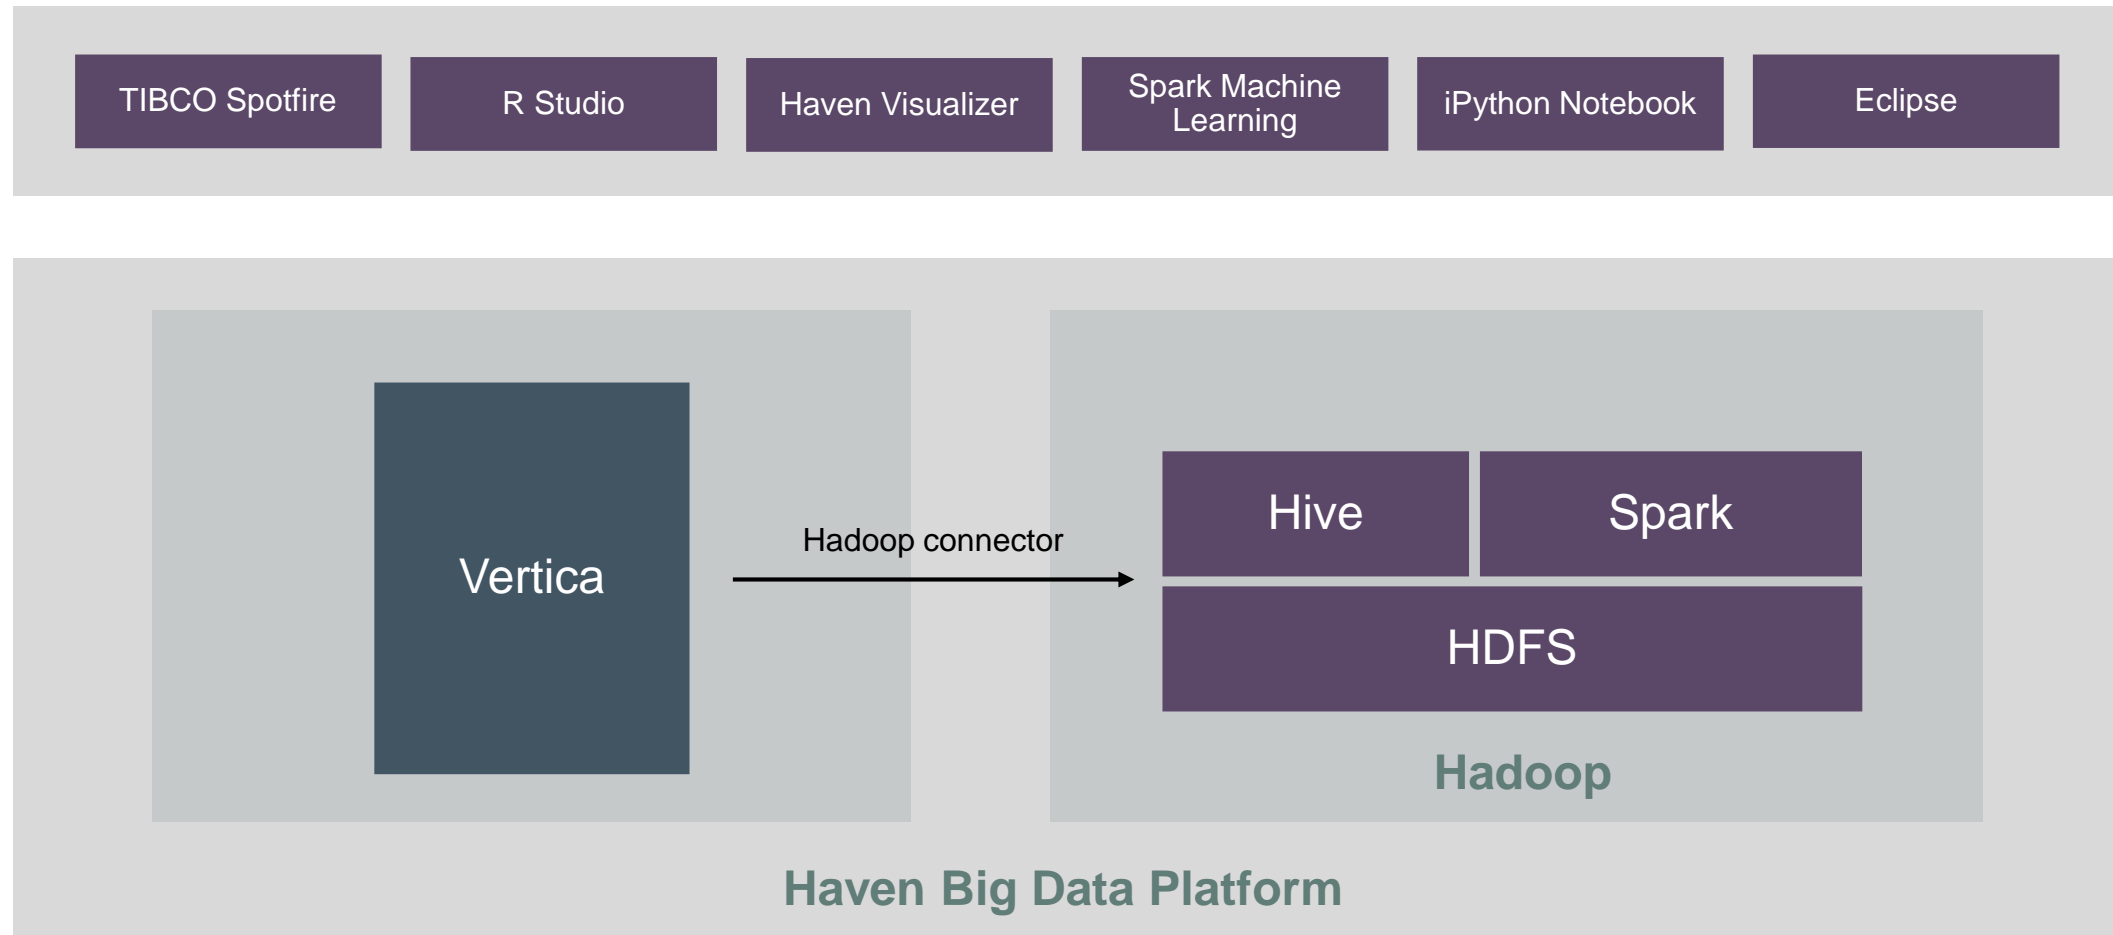 TIBCO Spotfire
R Studio
Haven Visualizer
Spark Machine
Learning
iPython Notebook
Eclipse
Vertica
Hadoop connector
Hive
Spark
HDFS
Hadoop
Haven Big Data Platform